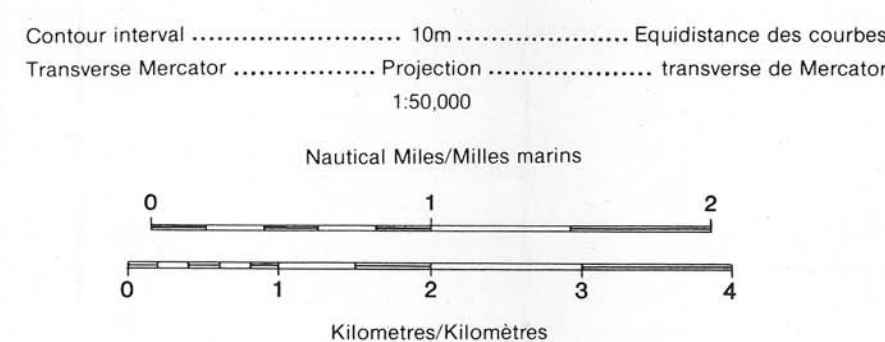 Contour interval ........................ 10m ..................... Equidistance des courbes
Transverse Mercator ................ Projection ................... transverse de Mercator
1:50,000
Nautical Miles/Milles marins
0 1 2
0 1 2 3 4
Kilometres/Kilomètres